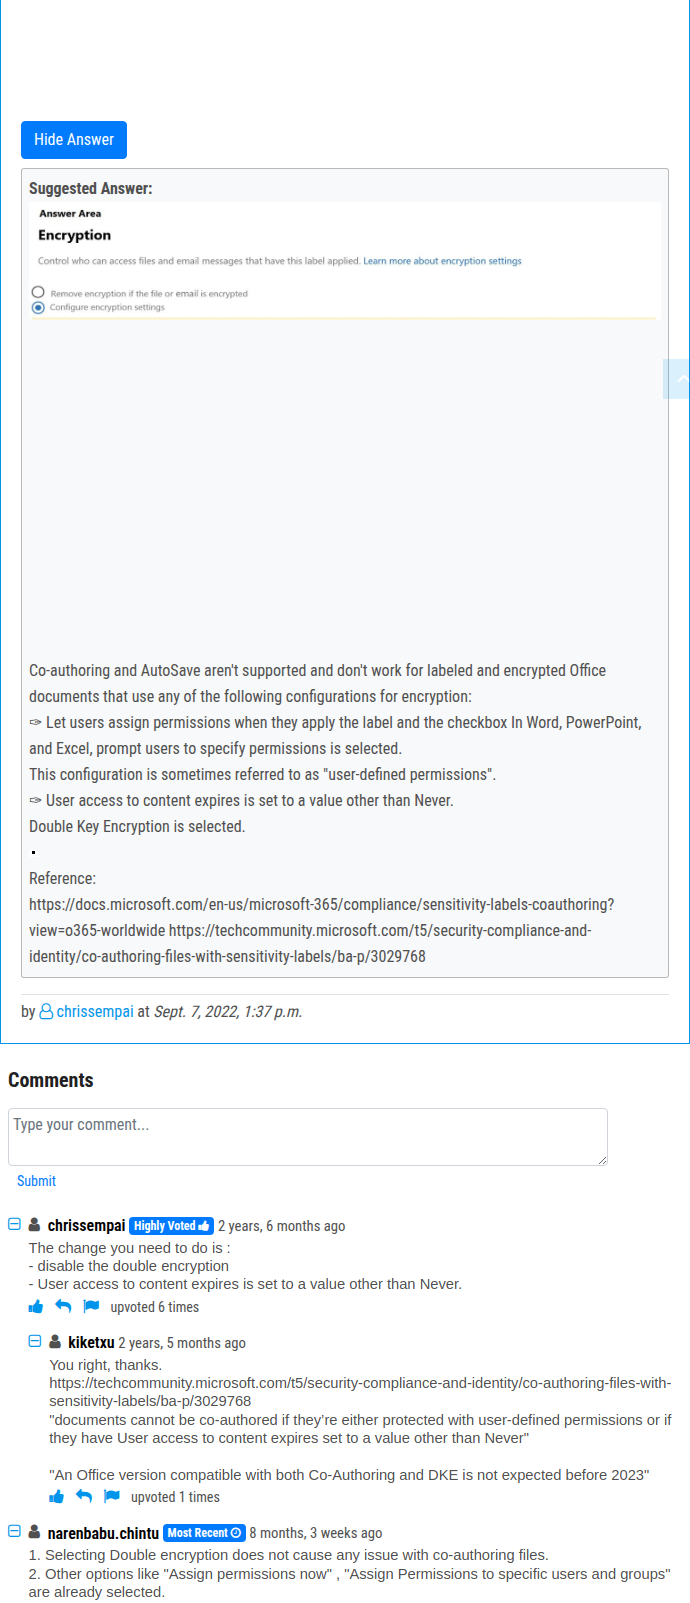 Hide Answer
Suggested Answer:
Answer Area
Encryption
Control who can access files and email messages that have this label applied. Learn more about encryption settings
Remove encryption if the file or email is encrypted
Configure encryption settings
Co-authoring and AutoSave aren't supported and don't work for labeled and encrypted Office
documents that use any of the following configurations for encryption:
✑ Let users assign permissions when they apply the label and the checkbox In Word, PowerPoint,
and Excel, prompt users to specify permissions is selected.
This configuration is sometimes referred to as "user-defined permissions".
✑ User access to content expires is set to a value other than Never.
Double Key Encryption is selected.
Reference:
https://docs.microsoft.com/en-us/microsoft-365/compliance/sensitivity-labels-coauthoring?
view=o365-worldwide https://techcommunity.microsoft.com/t5/security-compliance-and-
identity/co-authoring-files-with-sensitivity-labels/ba-p/3029768
by chrissempai at Sept. 7, 2022, 1:37 p.m.
Comments
Type your comment...
Submit
chrissempai Highly Voted 2 years, 6 months ago
The change you need to do is :
- disable the double encryption
- User access to content expires is set to a value other than Never.
upvoted 6 times
kiketxu 2 years, 5 months ago
You right, thanks.
https://techcommunity.microsoft.com/t5/security-compliance-and-identity/co-authoring-files-with-
sensitivity-labels/ba-p/3029768
"documents cannot be co-authored if they're either protected with user-defined permissions or if
they have User access to content expires set to a value other than Never"
"An Office version compatible with both Co-Authoring and DKE is not expected before 2023"
upvoted 1 times
narenbabu.chintu Most Recent 8 months, 3 weeks ago
1. Selecting Double encryption does not cause any issue with co-authoring files.
2. Other options like "Assign permissions now" , "Assign Permissions to specific users and groups"
are already selected.